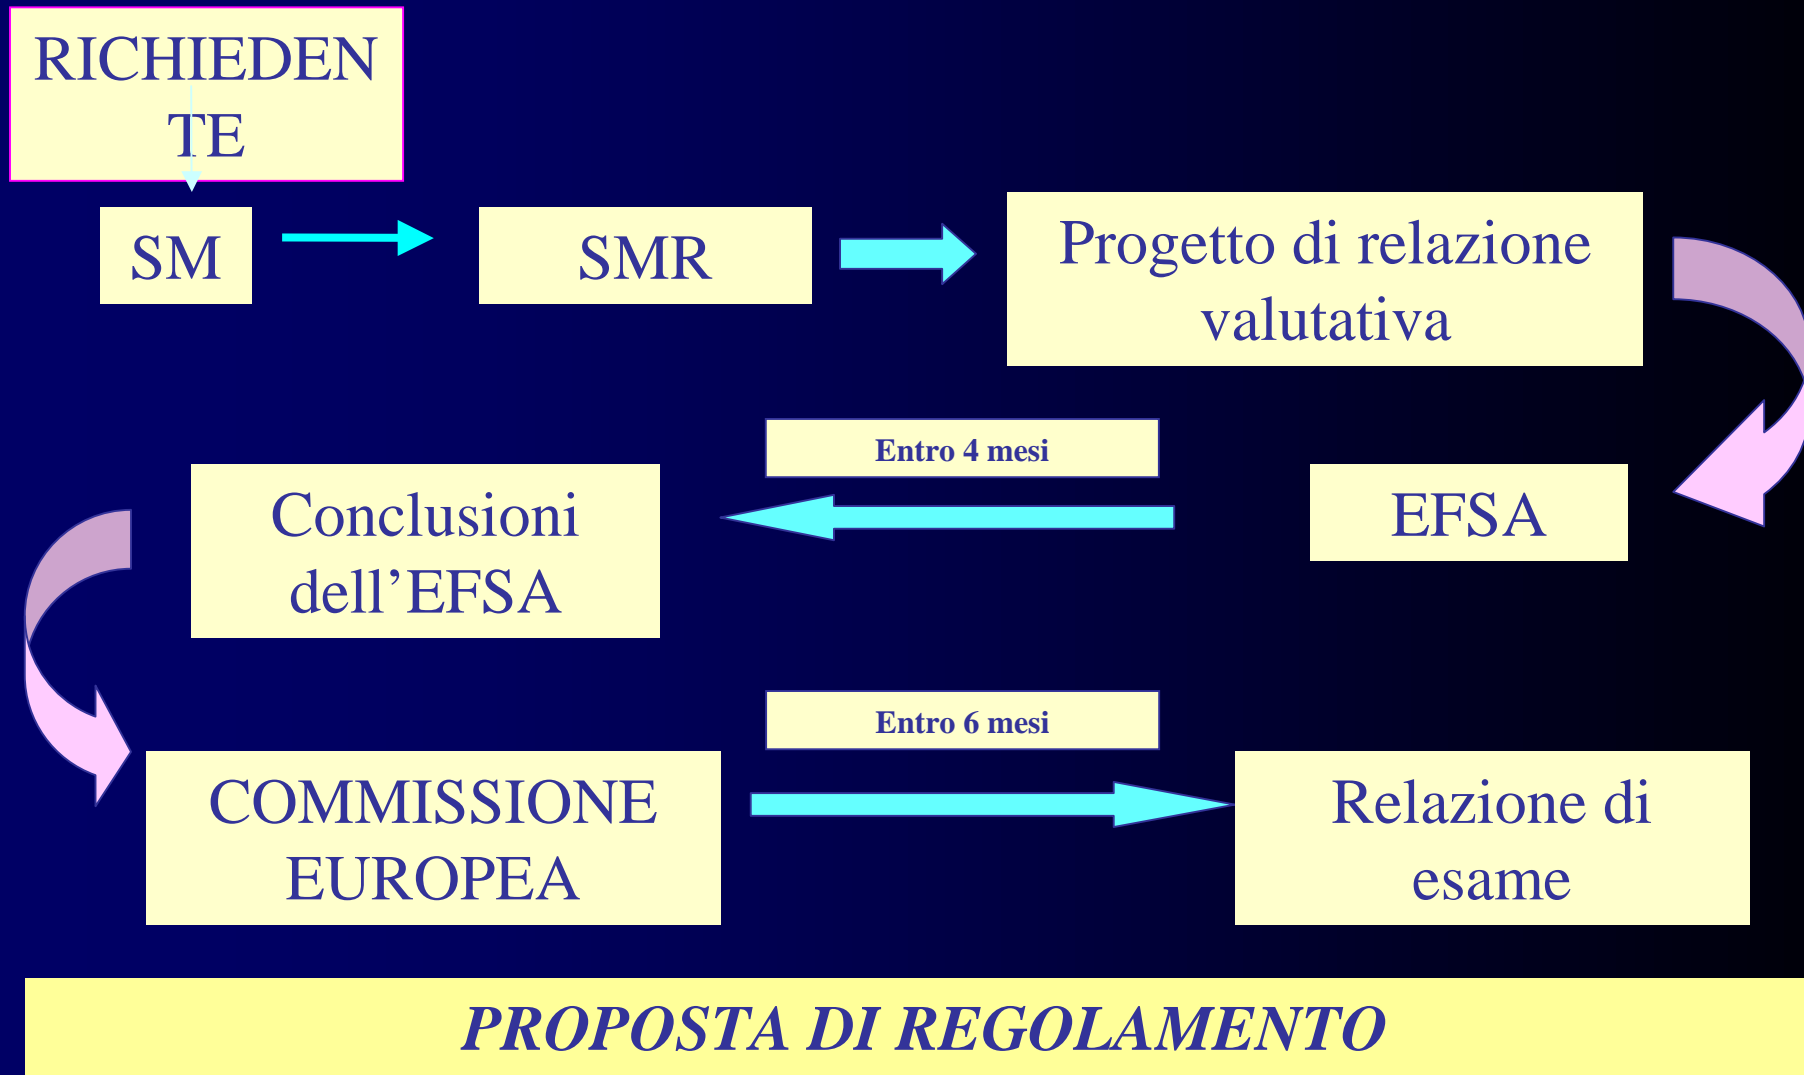 RICHIEDEN
TE
SM
SMR
Progetto di relazione
valutativa
Entro 4 mesi
Conclusioni
dell’EFSA
EFSA
Entro 6 mesi
COMMISSIONE
EUROPEA
Relazione di
esame
PROPOSTA DI REGOLAMENTO